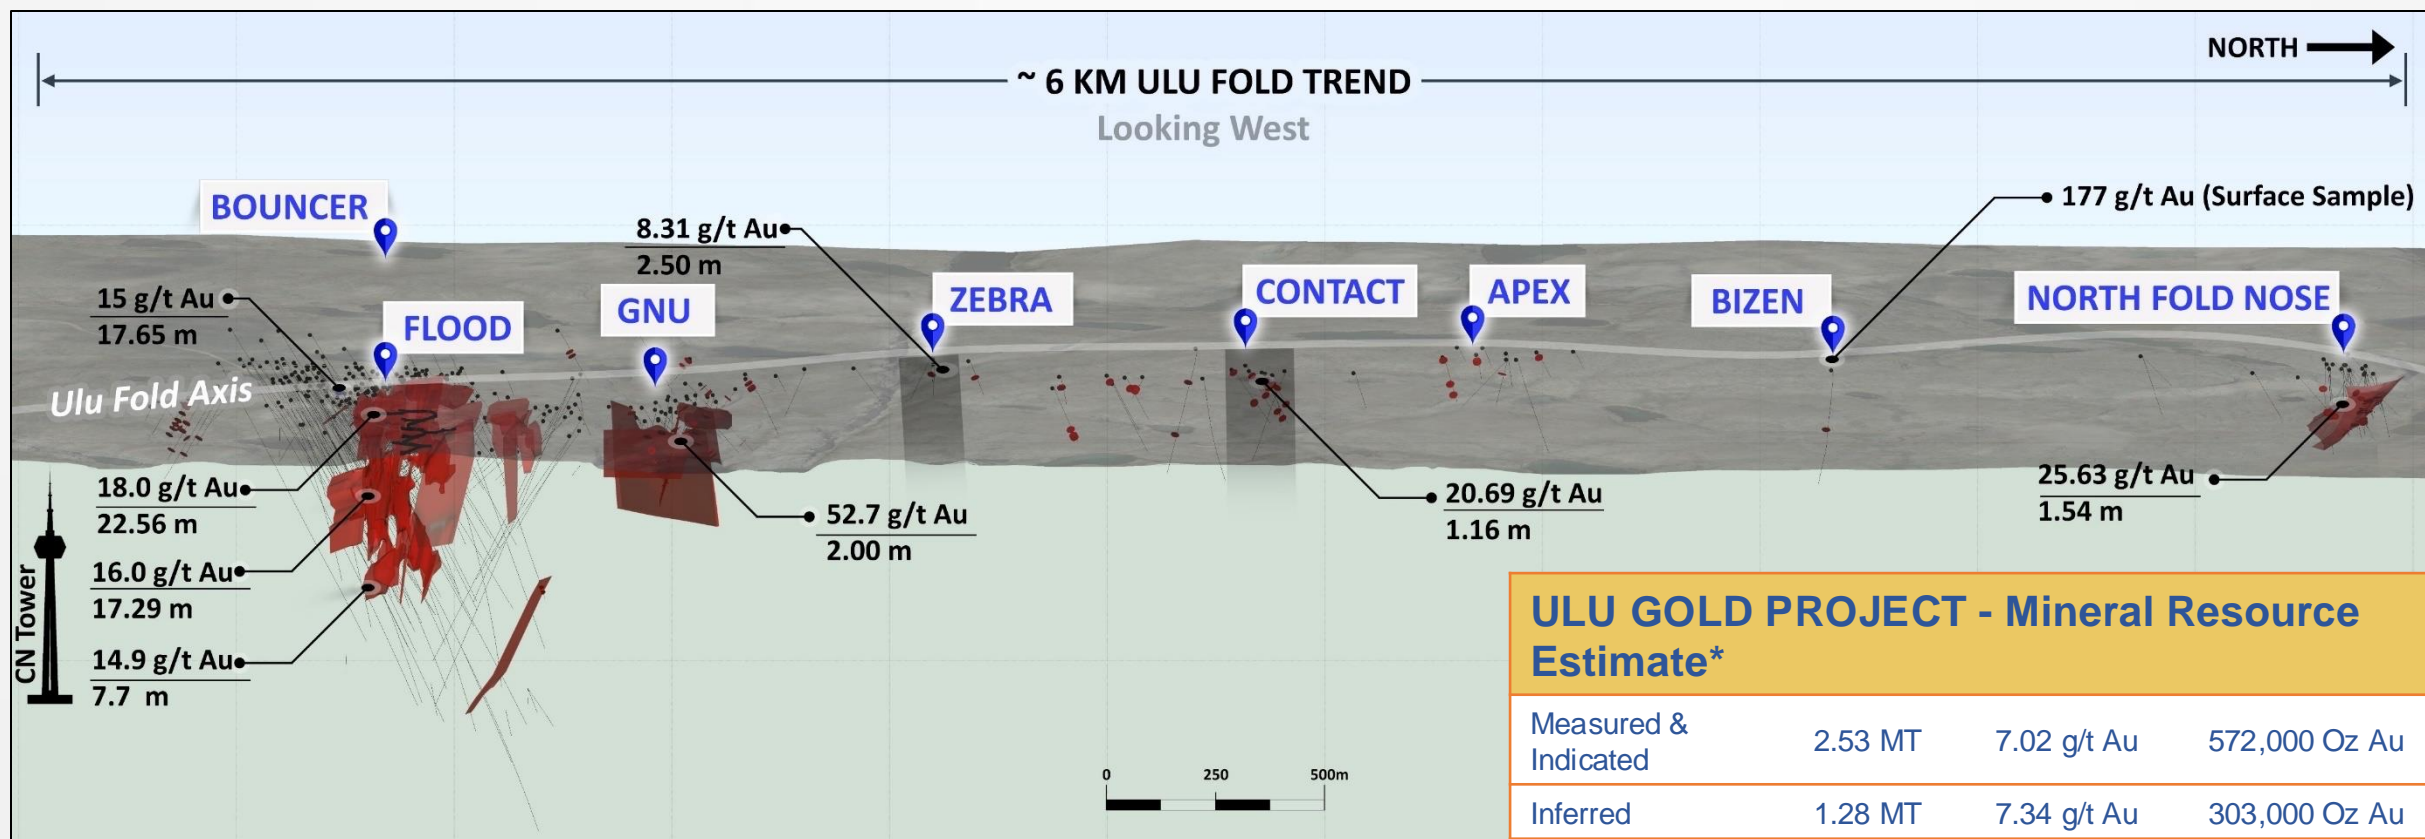 NORTH
~ 6 KM ULU FOLD TREND
Looking West
BOUNCER
177 g/t Au (Surface Sample)
8.31 g/t Au
2.50 m
15 g/t Au
17.65 m
FLOOD
GNU
ZEBRA
CONTACT
APEX
BIZEN
NORTH FOLD NOSE
Ulu Fold Axis
18.0 g/t Au
22.56 m
52.7 g/t Au
2.00 m
20.69 g/t Au
1.16 m
25.63 g/t Au
1.54 m
CN Tower
16.0 g/t Au
17.29 m
14.9 g/t Au
7.7 m
0 250 500m
ULU GOLD PROJECT - Mineral Resource
Estimate*
Measured &
Indicated 2.53 MT 7.02 g/t Au 572,000 Oz Au
Inferred 1.28 MT 7.34 g/t Au 303,000 Oz Au